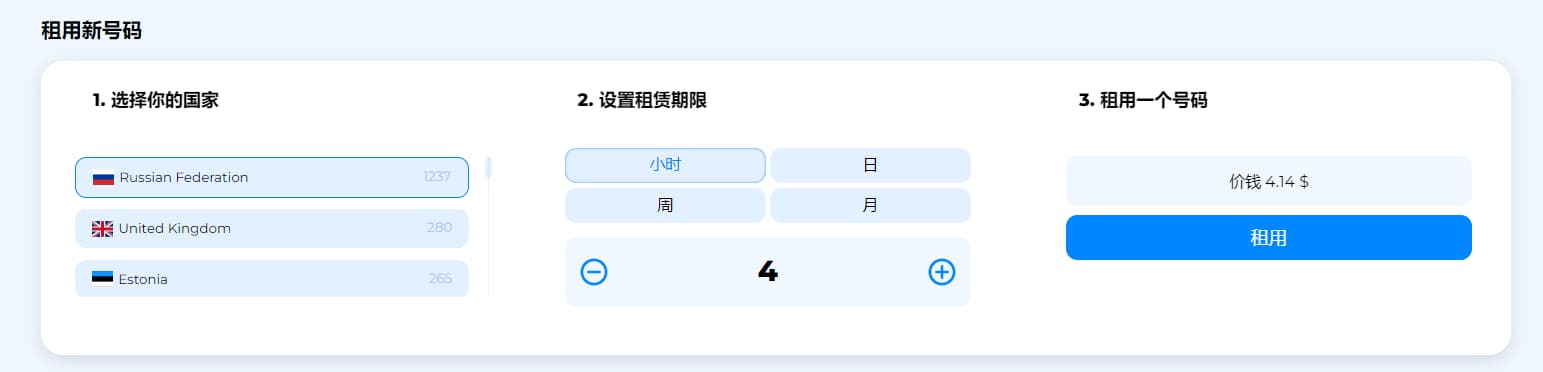 租用新号码
1. 选择你的国家
Russian Federation 1237
United Kingdom 280
Estonia 265
2. 设置租赁期限
小时 日
周 月
4
3. 租用一个号码
价钱 4.14 $
租用